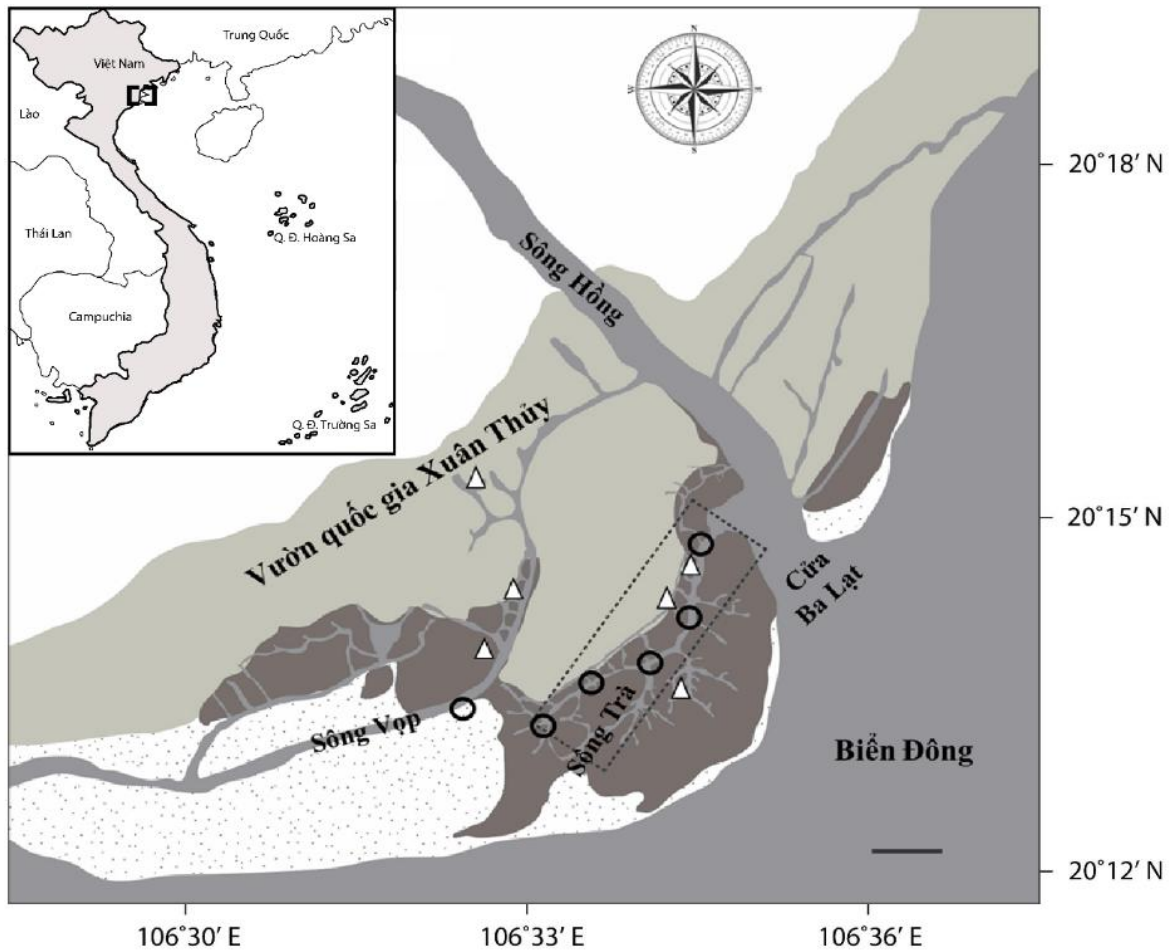 Trung Quốc
Việt Nam
Lào
Thái Lan
Q. Đ. Hoàng Sa
Campuchia
Q. Đ. Trường Sa
N
W
S
20°18' N
Sông Hồng
Vườn quốc gia Xuân Thủy
20°15' N
Cửa
Ba Lạt
Sông Trà
Sông Vọp
Biển Đông
20°12' N
106°30' E
106°33' E
106°36' E